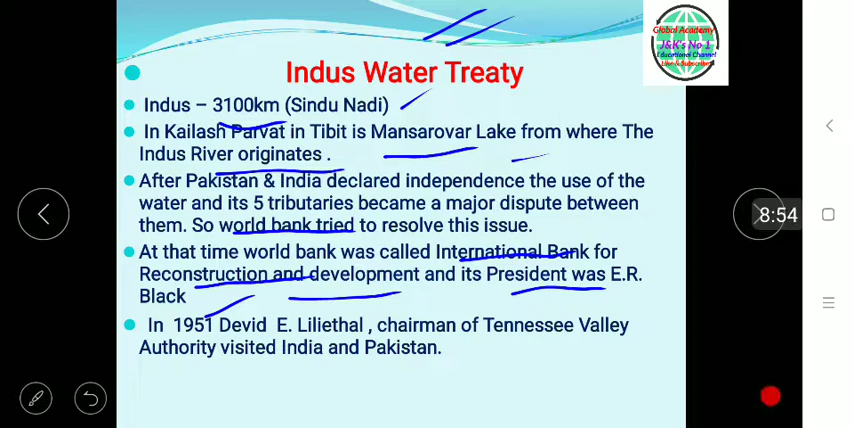 Global Academy
J&K's No 1
Educational Channel
Like & Subscribe
Indus Water Treaty
Indus – 3100km (Sindu Nadi)
In Kailash Parvat in Tibit is Mansarovar Lake from where The
Indus River originates .
After Pakistan & India declared independence the use of the
water and its 5 tributaries became a major dispute between
them. So world bank tried to resolve this issue.
At that time world bank was called International Bank for
Reconstruction and development and its President was E.R.
Black
In 1951 Devid E. Liliethal , chairman of Tennessee Valley
Authority visited India and Pakistan.
8:54